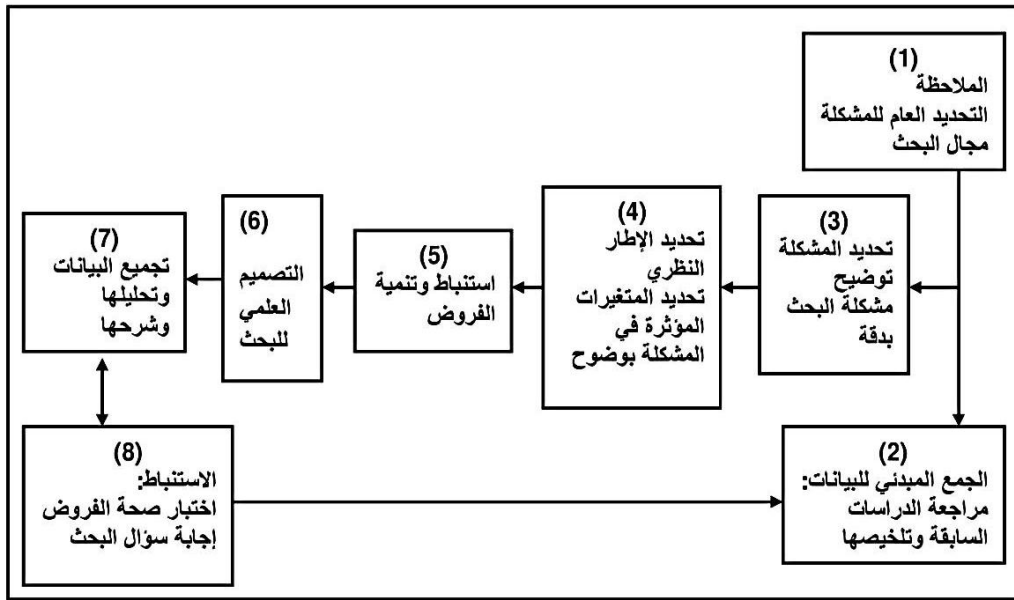 (1)
الملاحظة
التحديد العام للمشكلة
مجال البحث
(2)
الجمع المبدئي للبيانات:
مراجعة الدراسات
السابقة وتلخيصها
(3)
تحديد المشكلة
توضيح
مشكلة البحث
بدقة
(4)
تحديد الإطار
النظري
تحديد المتغيرات
المؤثرة في
المشكلة بوضوح
(5)
استنباط وتنمية
الفروض
(6)
التصميم
العلمي
للبحث
(7)
تجميع البيانات
وتحليلها
وشرحها
(8)
الاستنباط:
اختبار صحة الفروض
إجابة سؤال البحث